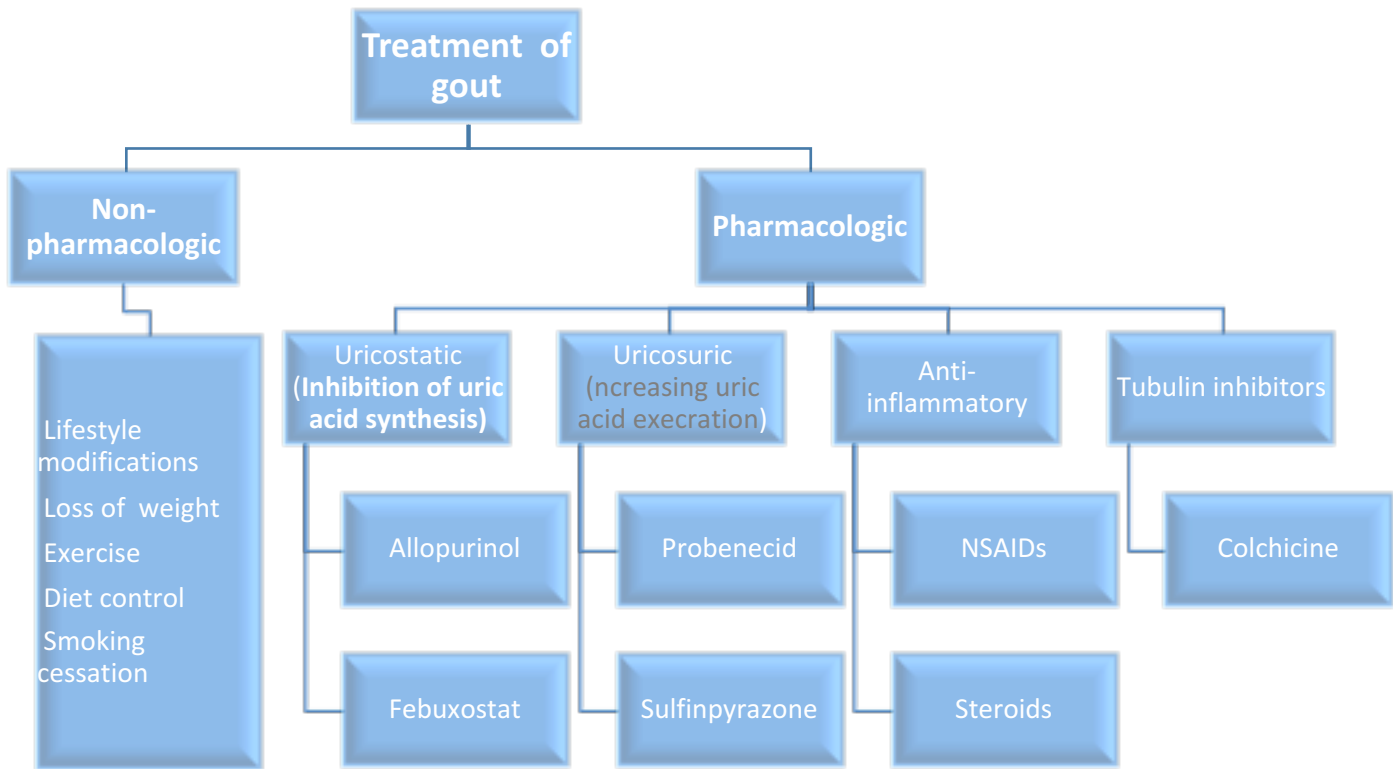 Treatment of
gout
Non-
pharmacologic
Pharmacologic
Lifestyle
modifications
Loss of weight
Exercise
Diet control
Smoking
cessation
Uricostatic
(Inhibition of uric
acid synthesis)
Uricosuric
(ncreasing uric
acid execration)
Anti-
inflammatory
Tubulin inhibitors
Allopurinol
Probenecid
NSAIDs
Colchicine
Febuxostat
Sulfinpyrazone
Steroids